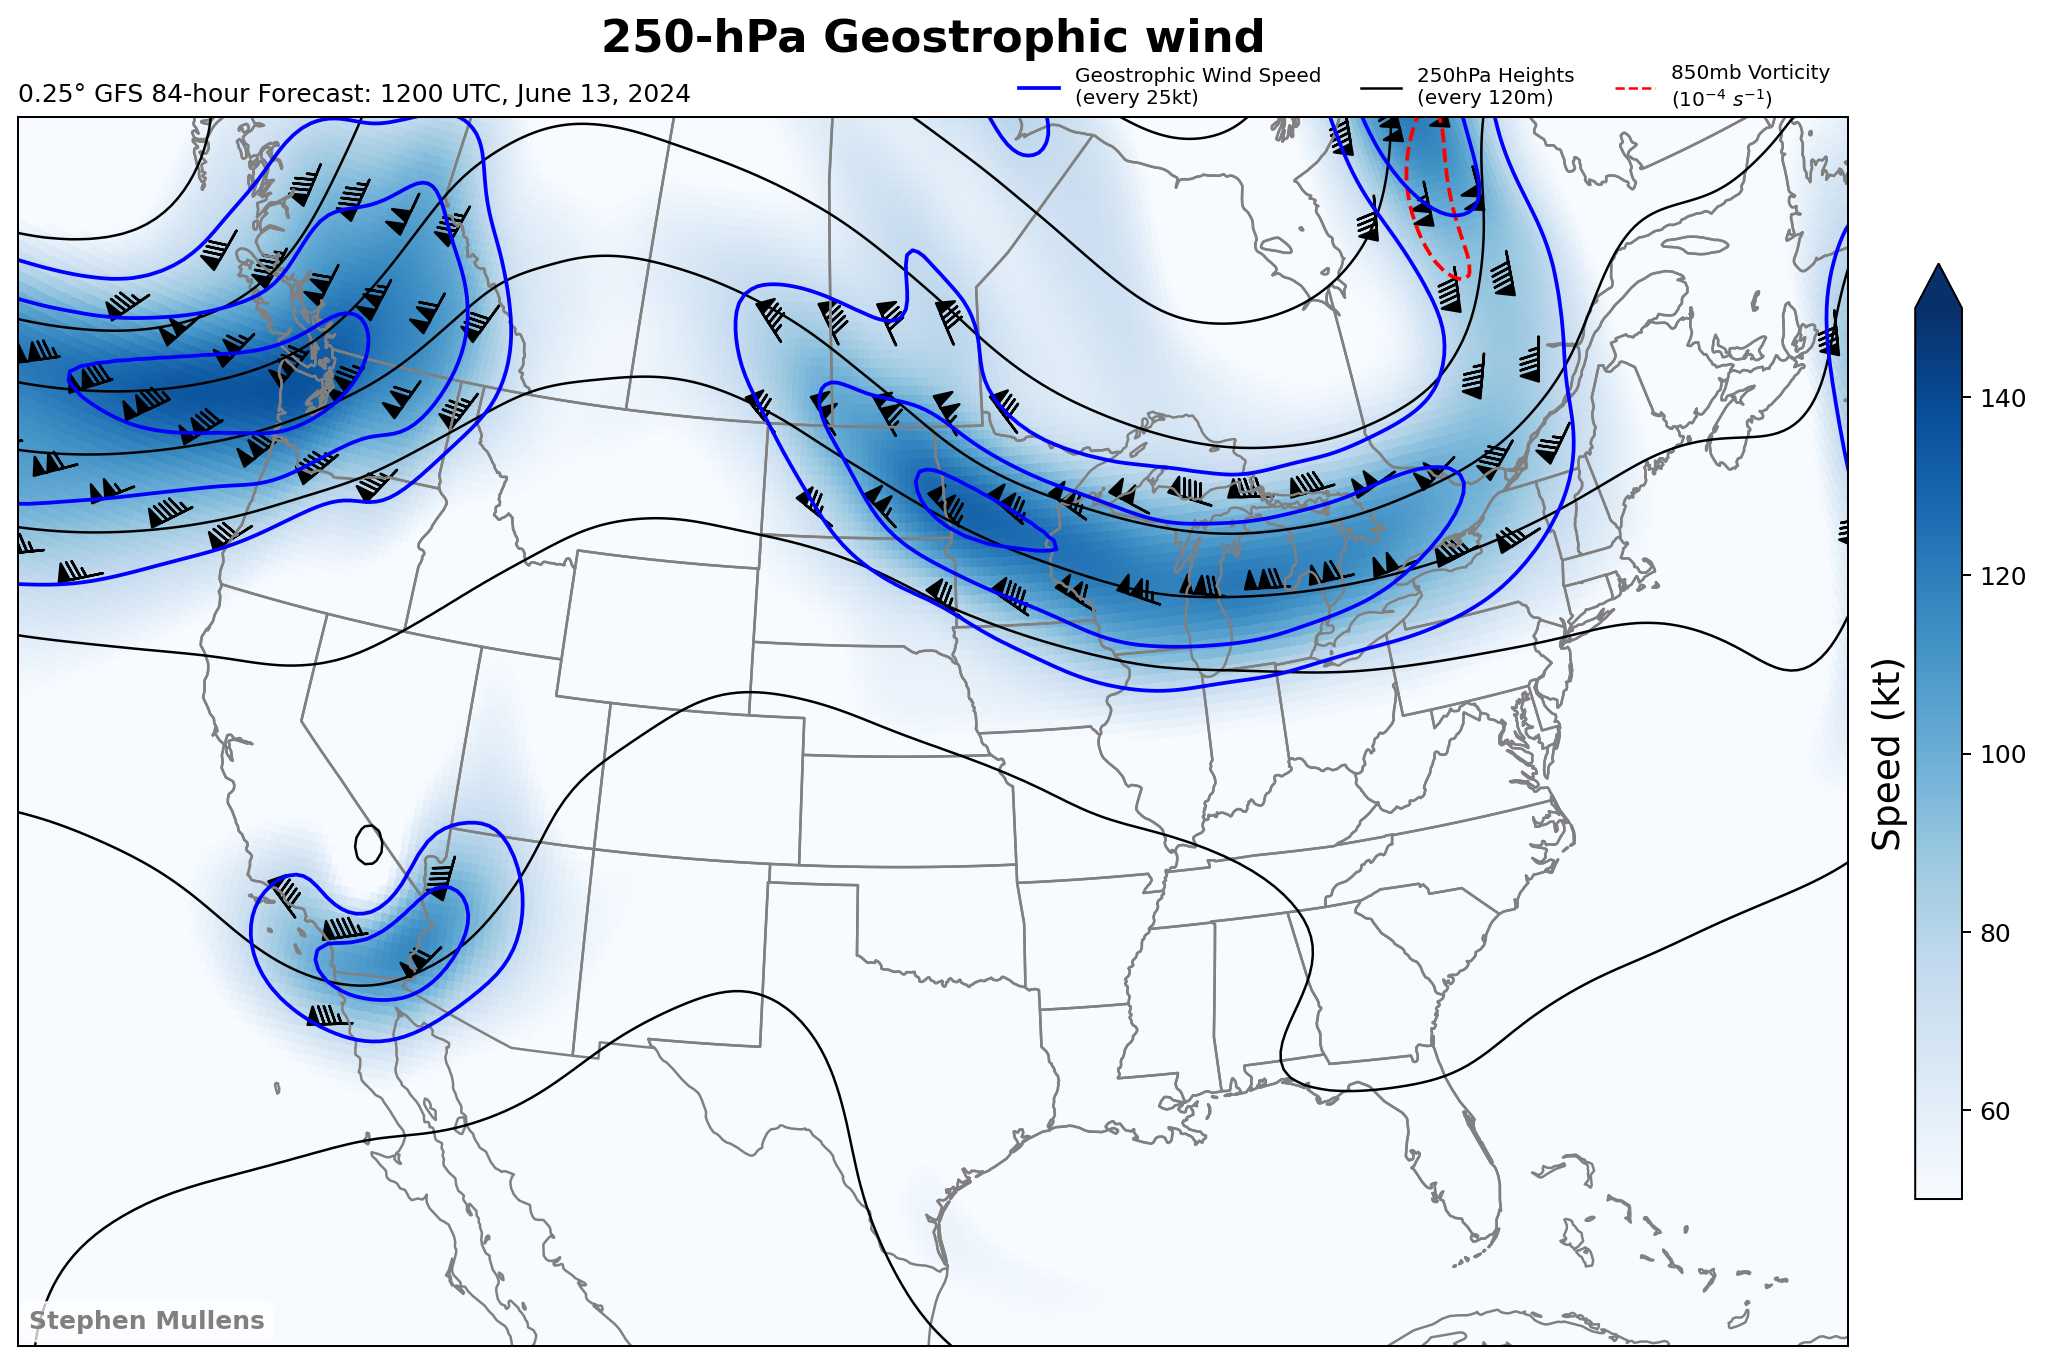 250-hPa Geostrophic wind
0.25° GFS 84-hour Forecast: 1200 UTC, June 13, 2024
Geostrophic Wind Speed
(every 25kt)
250hPa Heights
(every 120m)
850mb Vorticity
(10⁻⁴ s⁻¹)
140
120
100
80
60
Speed (kt)
Stephen Mullens